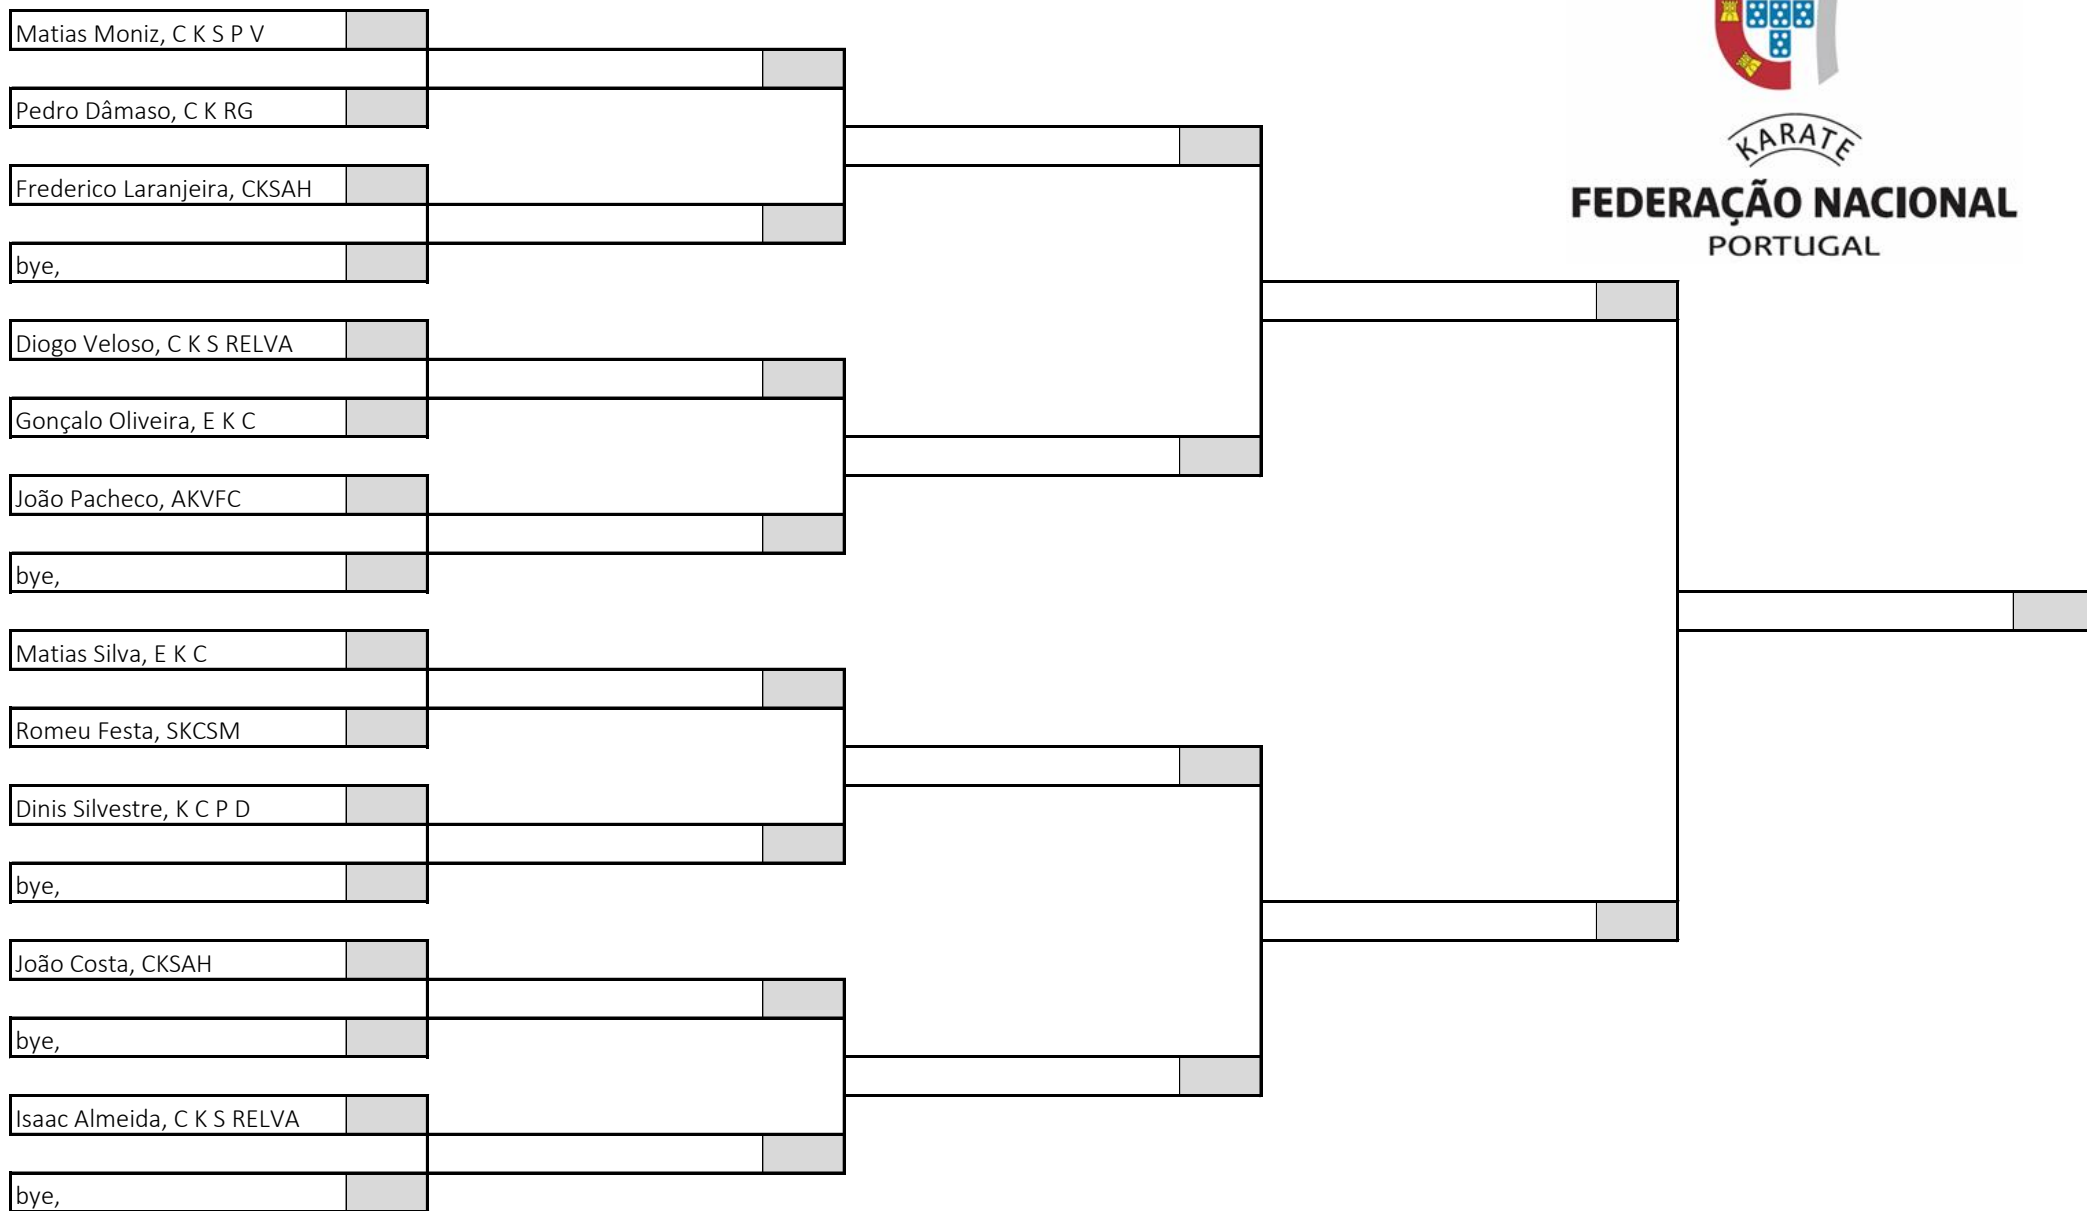 Matias Moniz, C K S P V
Pedro Dâmaso, C K RG
Frederico Laranjeira, CKSAH
bye,
Diogo Veloso, C K S RELVA
Gonçalo Oliveira, E K C
João Pacheco, AKVFC
bye,
Matias Silva, E K C
Romeu Festa, SKCSM
Dinis Silvestre, K C P D
bye,
João Costa, CKSAH
bye,
Isaac Almeida, C K S RELVA
bye,
KARATE
FEDERAÇÃO NACIONAL
PORTUGAL